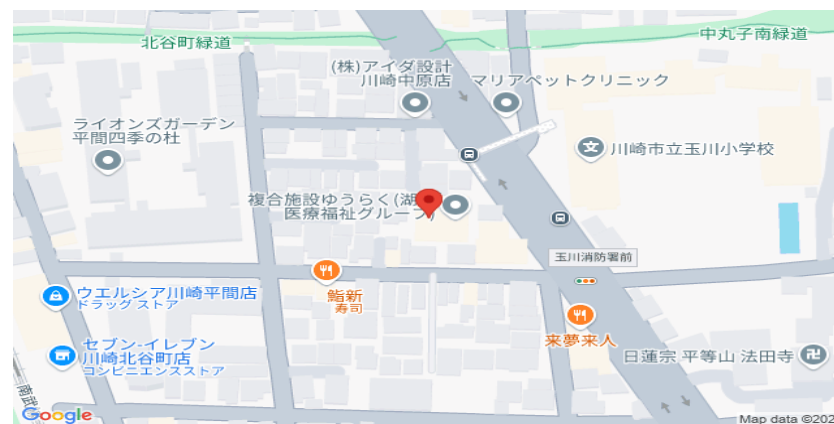 北谷町緑道
中丸子南緑道
(株)アイダ設計
川崎中原店
マリアペットクリニック
ライオンズガーデン
平間四季の杜
川崎市立玉川小学校
複合施設ゆうらく(湖
医療福祉グループ)
玉川消防署前
鮨新
寿司
ウエルシア川崎平間店
ドラッグ ストア
来夢来人
セブン-イレブン
川崎北谷町店
コンビニエンスストア
日蓮宗 平等山 法田寺
南武
Google
Map data ©202